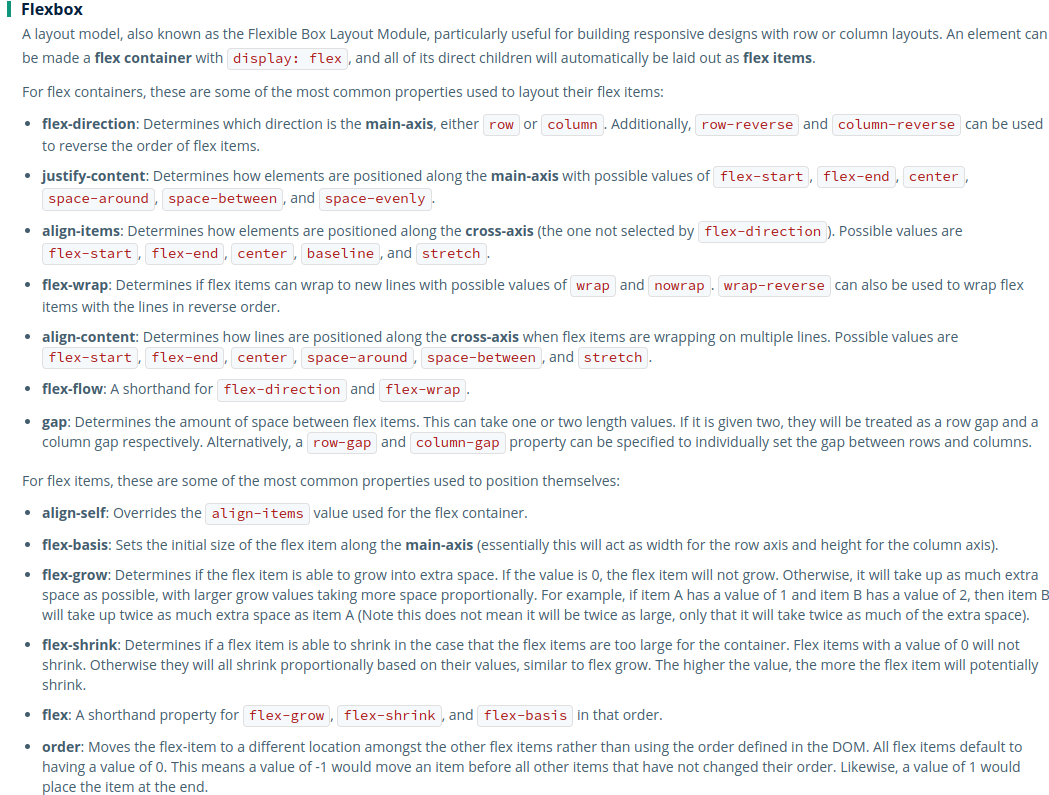 Flexbox
A layout model, also known as the Flexible Box Layout Module, particularly useful for building responsive designs with row or column layouts. An element can
be made a flex container with display: flex, and all of its direct children will automatically be laid out as flex items.
For flex containers, these are some of the most common properties used to layout their flex items:
• flex-direction: Determines which direction is the main-axis, either row or column. Additionally, row-reverse and column-reverse can be used
to reverse the order of flex items.
• justify-content: Determines how elements are positioned along the main-axis with possible values of flex-start, flex-end, center,
space-around, space-between, and space-evenly.
• align-items: Determines how elements are positioned along the cross-axis (the one not selected by flex-direction). Possible values are
flex-start, flex-end, center, baseline, and stretch.
• flex-wrap: Determines if flex items can wrap to new lines with possible values of wrap and nowrap. wrap-reverse can also be used to wrap flex
items with the lines in reverse order.
• align-content: Determines how lines are positioned along the cross-axis when flex items are wrapping on multiple lines. Possible values are
flex-start, flex-end, center, space-around, space-between, and stretch.
• flex-flow: A shorthand for flex-direction and flex-wrap.
• gap: Determines the amount of space between flex items. This can take one or two length values. If it is given two, they will be treated as a row gap and a
column gap respectively. Alternatively, a row-gap and column-gap property can be specified to individually set the gap between rows and columns.
For flex items, these are some of the most common properties used to position themselves:
• align-self: Overrides the align-items value used for the flex container.
• flex-basis: Sets the initial size of the flex item along the main-axis (essentially this will act as width for the row axis and height for the column axis).
• flex-grow: Determines if the flex item is able to grow into extra space. If the value is 0, the flex item will not grow. Otherwise, it will take up as much extra
space as possible, with larger grow values taking more space proportionally. For example, if item A has a value of 1 and item B has a value of 2, then item B
will take up twice as much extra space as item A (Note this does not mean it will be twice as large, only that it will take twice as much of the extra space).
• flex-shrink: Determines if a flex item is able to shrink in the case that the flex items are too large for the container. Flex items with a value of 0 will not
shrink. Otherwise they will all shrink proportionally based on their values, similar to flex grow. The higher the value, the more the flex item will potentially
shrink.
• flex: A shorthand property for flex-grow, flex-shrink, and flex-basis in that order.
• order: Moves the flex-item to a different location amongst the other flex items rather than using the order defined in the DOM. All flex items default to
having a value of 0. This means a value of -1 would move an item before all other items that have not changed their order. Likewise, a value of 1 would
place the item at the end.